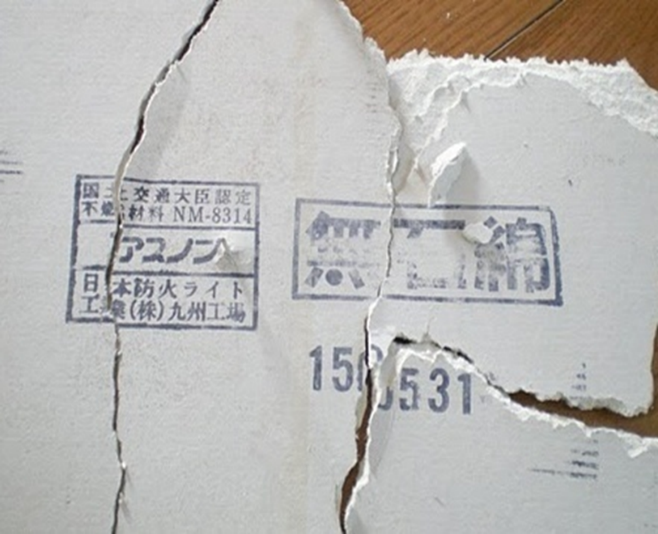 国土交通大臣認定
不燃材料 NM-8314
アスノン
日本防火ライト
工業(株)九州工場
無石綿